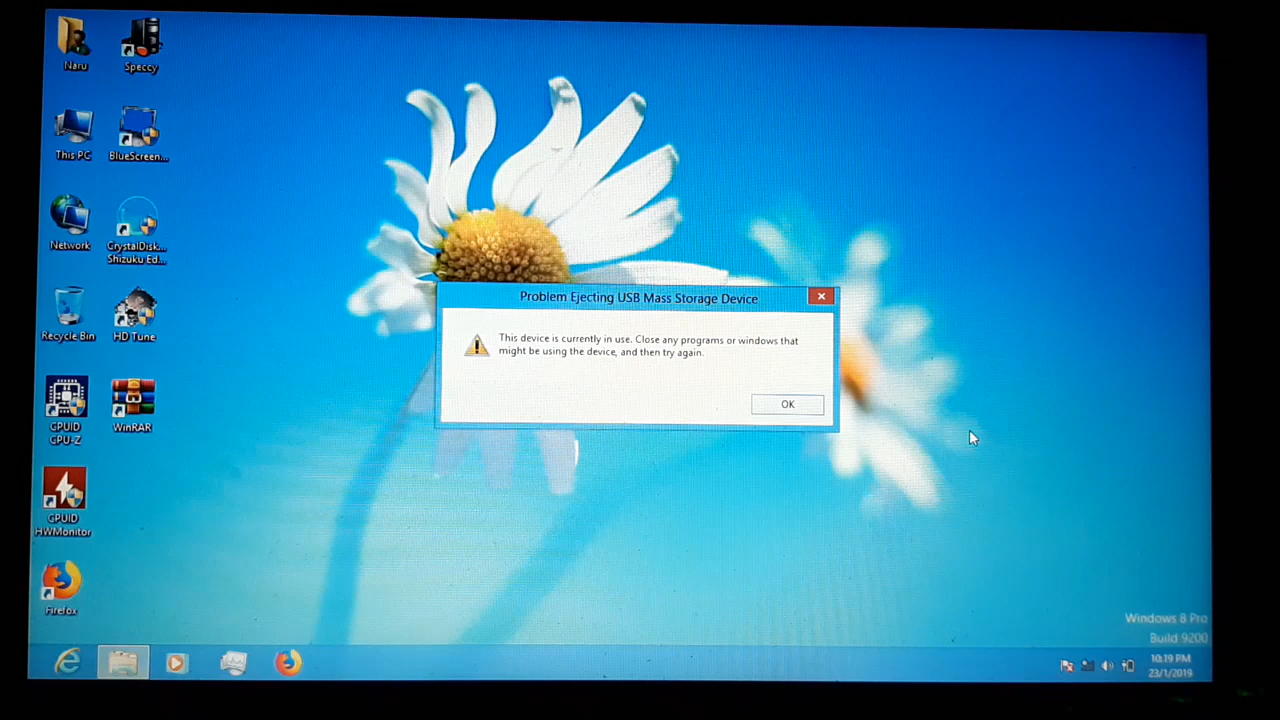 Naru
Speccy
This PC
BlueScreen...
Network
CrystalDisk...
Shizuku Ed...
Recycle Bin
HD Tune
CPUID
CPU-Z
WinRAR
CPUID
HWMonitor
Firefox
Problem Ejecting USB Mass Storage Device
This device is currently in use. Close any programs or windows that
might be using the device, and then try again.
OK
Windows 8 Pro
Build 9200
10:19 PM
23/1/2019